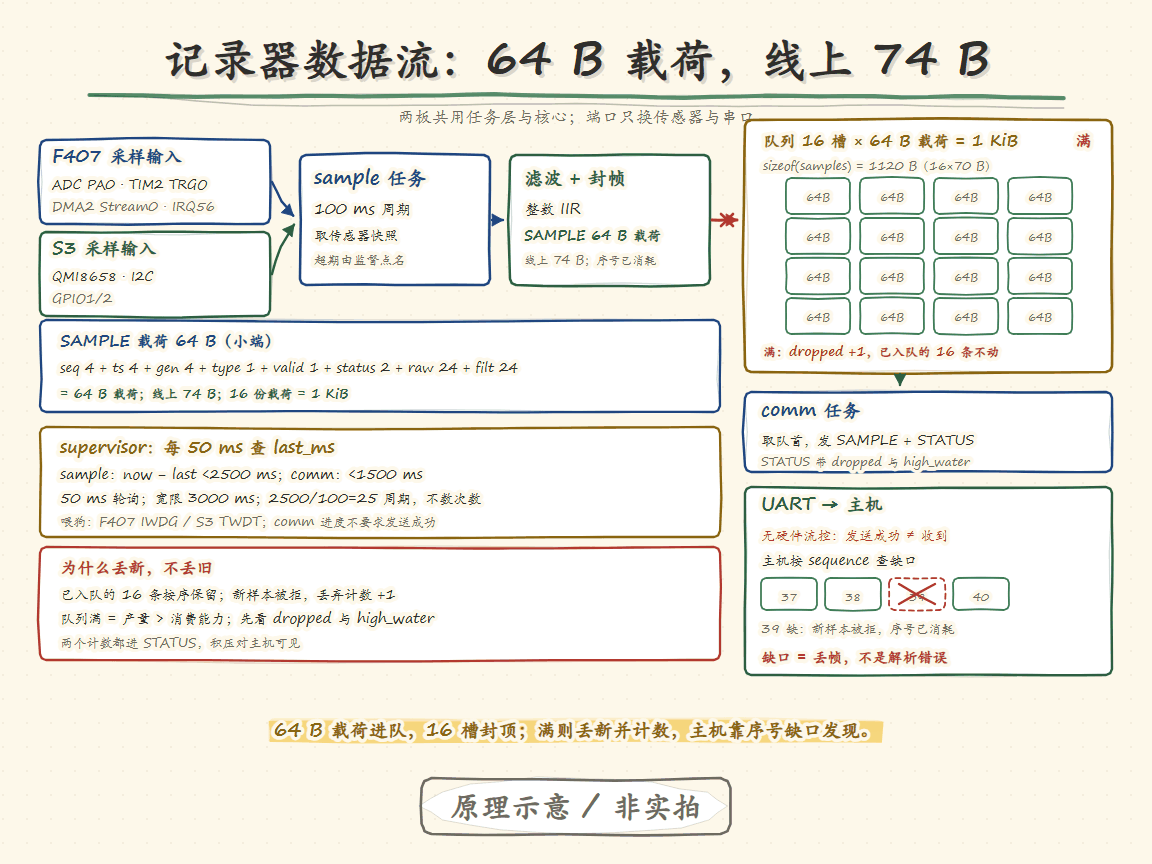 记录器数据流：64 B 载荷，线上 74 B
两板共用任务层与核心；端口只换传感器与串口
F407 采样输入
ADC PA0 · TIM2 TRGO
DMA2 Stream0 · IRQ56
S3 采样输入
QMI8658 · I2C
GPIO1/2
sample 任务
100 ms 周期
取传感器快照
超期由监督点名
滤波 + 封帧
整数 IIR
SAMPLE 64 B 载荷
线上 74 B；序号已消耗
队列 16 槽 × 64 B 载荷 = 1 KiB 满
sizeof(samples) = 1120 B（16×70 B）
64B 64B 64B 64B
64B 64B 64B 64B
64B 64B 64B 64B
64B 64B 64B 64B
满：dropped +1，已入队的 16 条不动
SAMPLE 载荷 64 B（小端）
seq 4 + ts 4 + gen 4 + type 1 + valid 1 + status 2 + raw 24 + filt 24
= 64 B 载荷；线上 74 B；16 份载荷 = 1 KiB
supervisor：每 50 ms 查 last_ms
sample：now − last <2500 ms；comm：<1500 ms
50 ms 轮询；宽限 3000 ms；2500/100=25 周期，不数次数
喂狗：F407 IWDG / S3 TWDT；comm 进度不要求发送成功
为什么丢新，不丢旧
已入队的 16 条按序保留；新样本被拒，丢弃计数 +1
队列满 = 产量 > 消费能力；先看 dropped 与 high_water
两个计数都进 STATUS，积压对主机可见
comm 任务
取队首，发 SAMPLE + STATUS
STATUS 带 dropped 与 high_water
UART → 主机
无硬件流控：发送成功 ≠ 收到
主机按 sequence 查缺口
37 38 39 40
39 缺：新样本被拒，序号已消耗
缺口 = 丢帧，不是解析错误
64 B 载荷进队，16 槽封顶；满则丢新并计数，主机靠序号缺口发现。
原理示意 / 非实拍